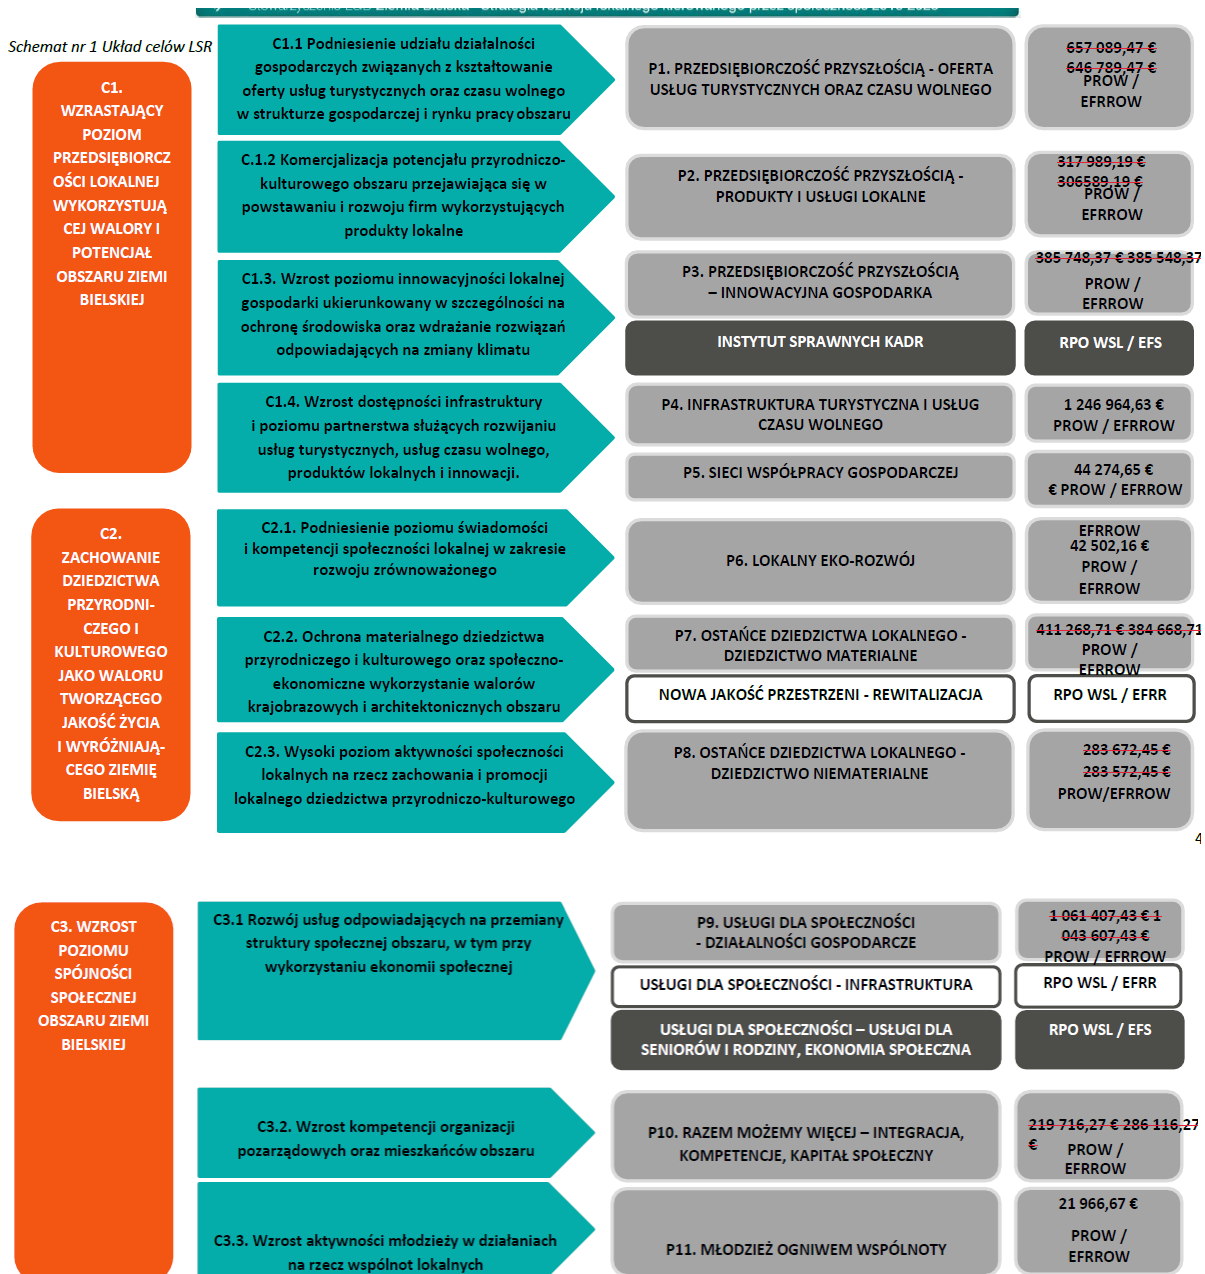 Stowarzyszenie LGD Ziemia Bielska - Strategia rozwoju lokalnego kierowanego przez społeczność
Schemat nr 1 Układ celów LSR
C1.
WZRASTAJĄCY
POZIOM
PRZEDSIĘBIORCZ
OŚCI LOKALNEJ
WYKORZYSTUJĄ
CEJ WALORY I
POTENCJAŁ
OBSZARU ZIEMI
BIELSKIEJ
C1.1 Podniesienie udziału działalności
gospodarczych związanych z kształtowanie
oferty usług turystycznych oraz czasu wolnego
w strukturze gospodarczej i rynku pracy obszaru
P1. PRZEDSIĘBIORCZOŚĆ PRZYSZŁOŚCIĄ - OFERTA
USŁUG TURYSTYCZNYCH ORAZ CZASU WOLNEGO
657 089,47 €
646 789,47 €
PROW /
EFRROW
C.1.2 Komercjalizacja potencjału przyrodniczo-
kulturowego obszaru przejawiająca się w
powstawaniu i rozwoju firm wykorzystujących
produkty lokalne
P2. PRZEDSIĘBIORCZOŚĆ PRZYSZŁOŚCIĄ -
PRODUKTY I USŁUGI LOKALNE
317 989,19 €
306589,19 €
PROW /
EFRROW
C1.3. Wzrost poziomu innowacyjności lokalnej
gospodarki ukierunkowany w szczególności na
ochronę środowiska oraz wdrażanie rozwiązań
odpowiadających na zmiany klimatu
P3. PRZEDSIĘBIORCZOŚĆ PRZYSZŁOŚCIĄ
– INNOWACYJNA GOSPODARKA
385 748,37 € 385 548,37
PROW /
EFRROW
INSTYTUT SPRAWNYCH KADR
RPO WSL / EFS
C1.4. Wzrost dostępności infrastruktury
i poziomu partnerstwa służących rozwijaniu
usług turystycznych, usług czasu wolnego,
produktów lokalnych i innowacji.
P4. INFRASTRUKTURA TURYSTYCZNA I USŁUG
CZASU WOLNEGO
1 246 964,63 €
PROW / EFRROW
P5. SIECI WSPÓŁPRACY GOSPODARCZEJ
44 274,65 €
€ PROW / EFRROW
C2.
ZACHOWANIE
DZIEDZICTWA
PRZYRODNI-
CZEGO I
KULTUROWEGO
JAKO WALORU
TWORZĄCEGO
JAKOŚĆ ŻYCIA
I WYRÓŻNIAJĄ-
CEGO ZIEMIĘ
BIELSKĄ
C2.1. Podniesienie poziomu świadomości
i kompetencji społeczności lokalnej w zakresie
rozwoju zrównoważonego
P6. LOKALNY EKO-ROZWÓJ
EFRROW
42 502,16 €
PROW /
EFRROW
C2.2. Ochrona materialnego dziedzictwa
przyrodniczego i kulturowego oraz społeczno-
ekonomiczne wykorzystanie walorów
krajobrazowych i architektonicznych obszaru
P7. OSTAŃCE DZIEDZICTWA LOKALNEGO -
DZIEDZICTWO MATERIALNE
411 268,71 € 384 668,71
PROW /
EFRROW
NOWA JAKOŚĆ PRZESTRZENI - REWITALIZACJA
RPO WSL / EFRR
C2.3. Wysoki poziom aktywności społeczności
lokalnych na rzecz zachowania i promocji
lokalnego dziedzictwa przyrodniczo-kulturowego
P8. OSTAŃCE DZIEDZICTWA LOKALNEGO -
DZIEDZICTWO NIEMATERIALNE
283 672,45 €
283 572,45 €
PROW/EFRROW
4
C3. WZROST
POZIOMU
SPÓJNOŚCI
SPOŁECZNEJ
OBSZARU ZIEMI
BIELSKIEJ
C3.1 Rozwój usług odpowiadających na przemiany
struktury społecznej obszaru, w tym przy
wykorzystaniu ekonomii społecznej
P9. USŁUGI DLA SPOŁECZNOŚCI
- DZIAŁALNOŚCI GOSPODARCZE
1 061 407,43 € 1
043 607,43 €
PROW / EFRROW
USŁUGI DLA SPOŁECZNOŚCI - INFRASTRUKTURA
RPO WSL / EFRR
USŁUGI DLA SPOŁECZNOŚCI – USŁUGI DLA
SENIORÓW I RODZINY, EKONOMIA SPOŁECZNA
RPO WSL / EFS
C3.2. Wzrost kompetencji organizacji
pozarządowych oraz mieszkańców obszaru
P10. RAZEM MOŻEMY WIĘCEJ – INTEGRACJA,
KOMPETENCJE, KAPITAŁ SPOŁECZNY
219 716,27 € 286 116,27
€
PROW /
EFRROW
C3.3. Wzrost aktywności młodzieży w działaniach
na rzecz wspólnot lokalnych
P11. MŁODZIEŻ OGNIWEM WSPÓLNOTY
21 966,67 €
PROW /
EFRROW